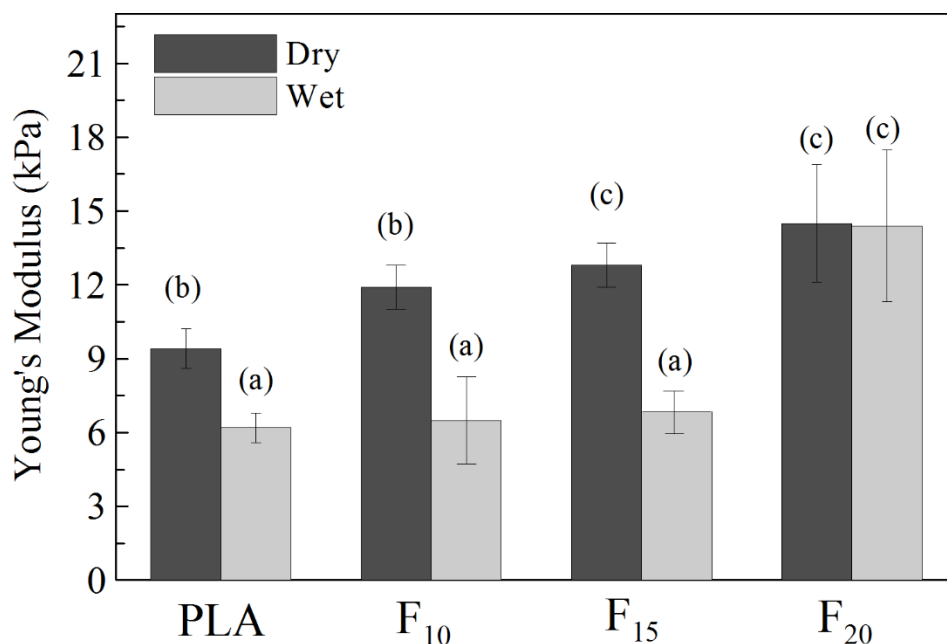 Young's Modulus (kPa)
21
18
15
12
9
6
3
0
Dry
Wet
(b)
(a)
(b)
(a)
(c)
(a)
(c)
(c)
PLA
F₁₀
F₁₅
F₂₀